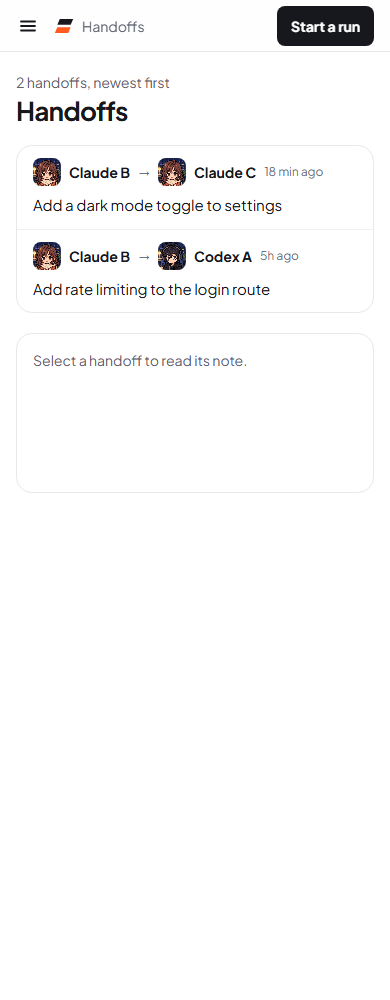 Handoffs
Start a run
2 handoffs, newest first
Handoffs
Claude B → Claude C 18 min ago
Add a dark mode toggle to settings
Claude B → Codex A 5h ago
Add rate limiting to the login route
Select a handoff to read its note.